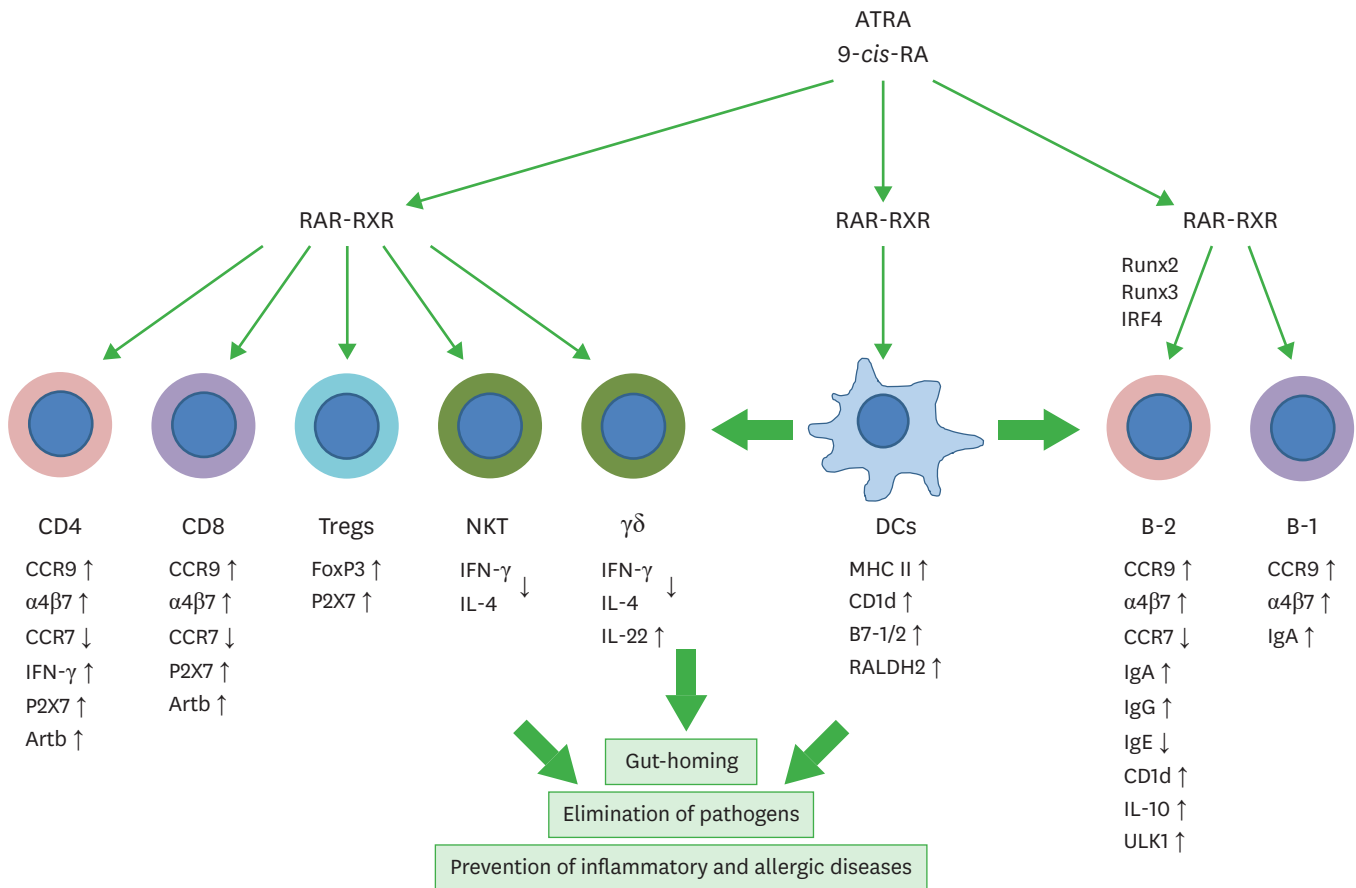 ATRA
9-cis-RA
RAR-RXR
RAR-RXR
RAR-RXR
Runx2
Runx3
IRF4
CD4
CCR9 ↑
α4β7 ↑
CCR7 ↓
IFN-γ ↑
P2X7 ↑
Artb ↑
CD8
CCR9 ↑
α4β7 ↑
CCR7 ↓
P2X7 ↑
Artb ↑
Tregs
FoxP3 ↑
P2X7 ↑
NKT
IFN-γ
IL-4
↓
γδ
IFN-γ
IL-4
↓
IL-22 ↑
DCs
MHC II ↑
CD1d ↑
B7-1/2 ↑
RALDH2 ↑
B-2
CCR9 ↑
α4β7 ↑
CCR7 ↓
IgA ↑
IgG ↑
IgE ↓
CD1d ↑
IL-10 ↑
ULK1 ↑
B-1
CCR9 ↑
α4β7 ↑
IgA ↑
Gut-homing
Elimination of pathogens
Prevention of inflammatory and allergic diseases